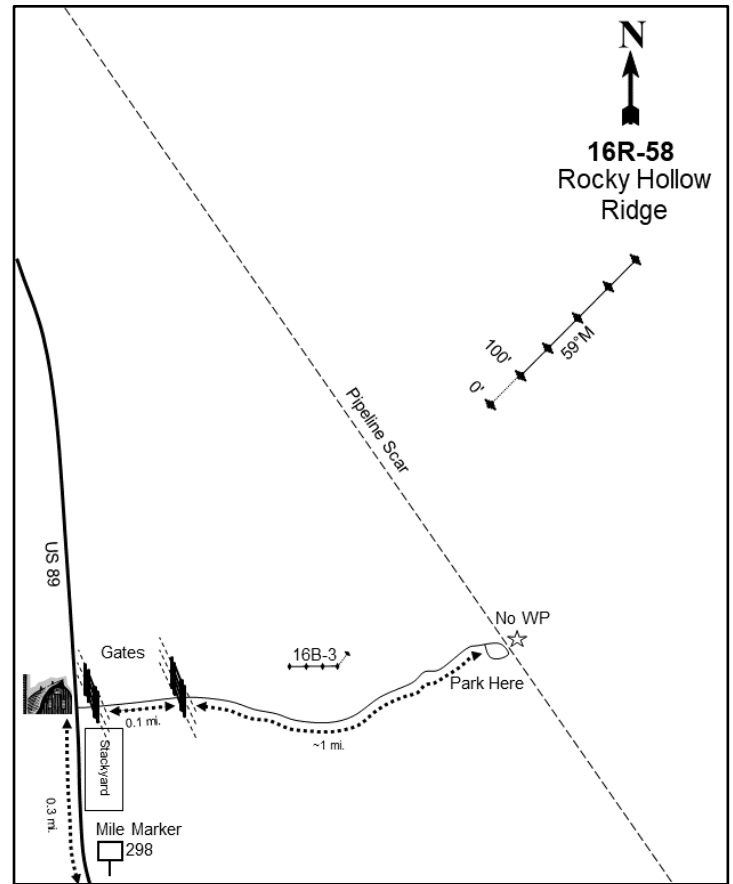 N
16R-58
Rocky Hollow
Ridge
100'
0'
59°M
Pipeline Scar
US 89
No WP
Gates
16B-3
Park Here
0.1 mi.
~1 mi.
Stackyard
0.3 mi.
Mile Marker
298